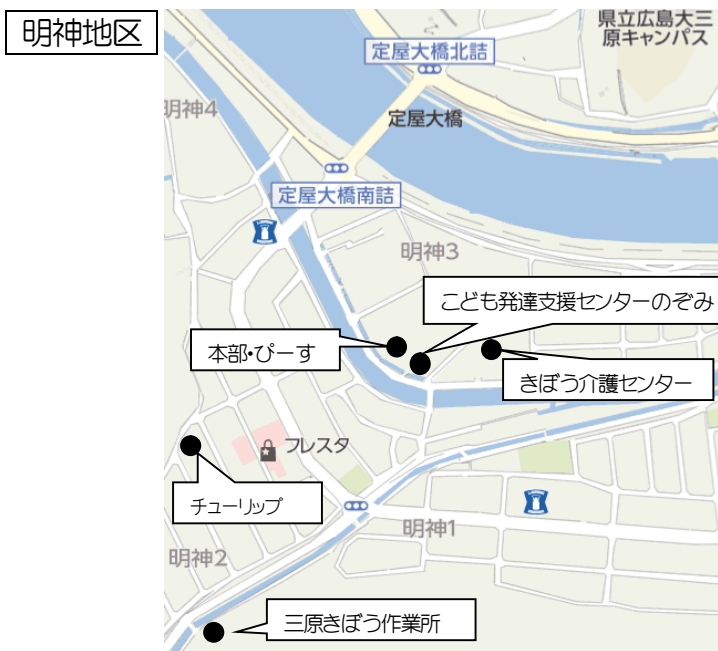 明神地区
県立広島大三
原キャンパス
定屋大橋北詰
明神4
定屋大橋
定屋大橋南詰
明神3
こども発達支援センターのぞみ
本部・ぴーす
きぼう介護センター
フレスタ
チューリップ
明神1
明神2
三原きぼう作業所